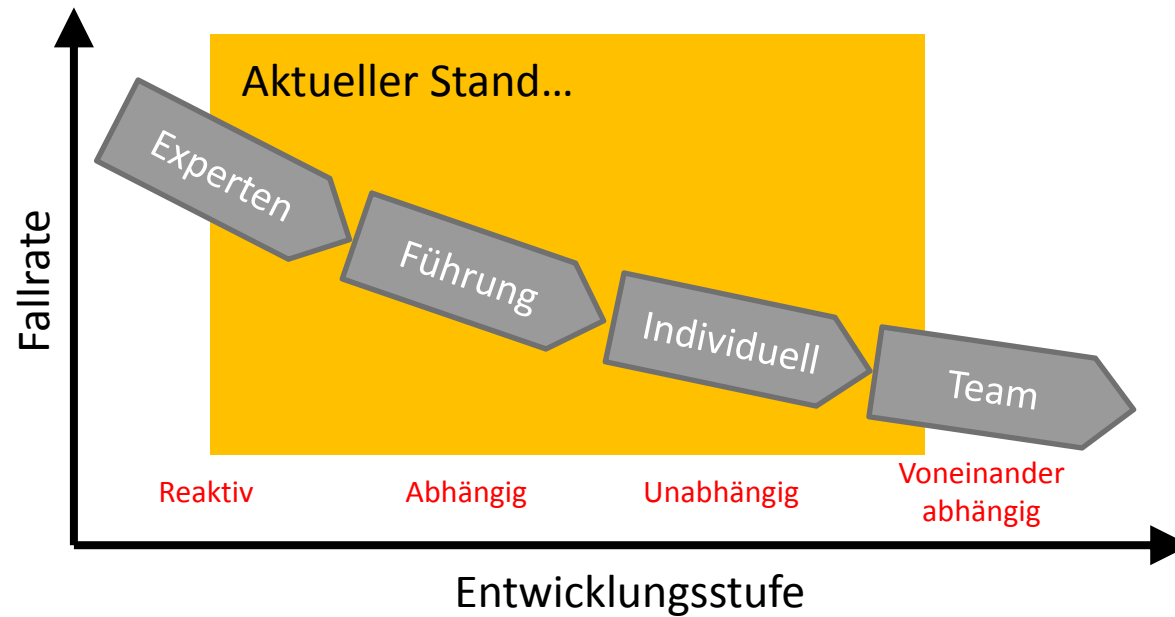 Aktueller Stand…
Experten
Führung
Individuell
Team
Fallrate
Reaktiv
Abhängig
Unabhängig
Voneinander
abhängig
Entwicklungsstufe